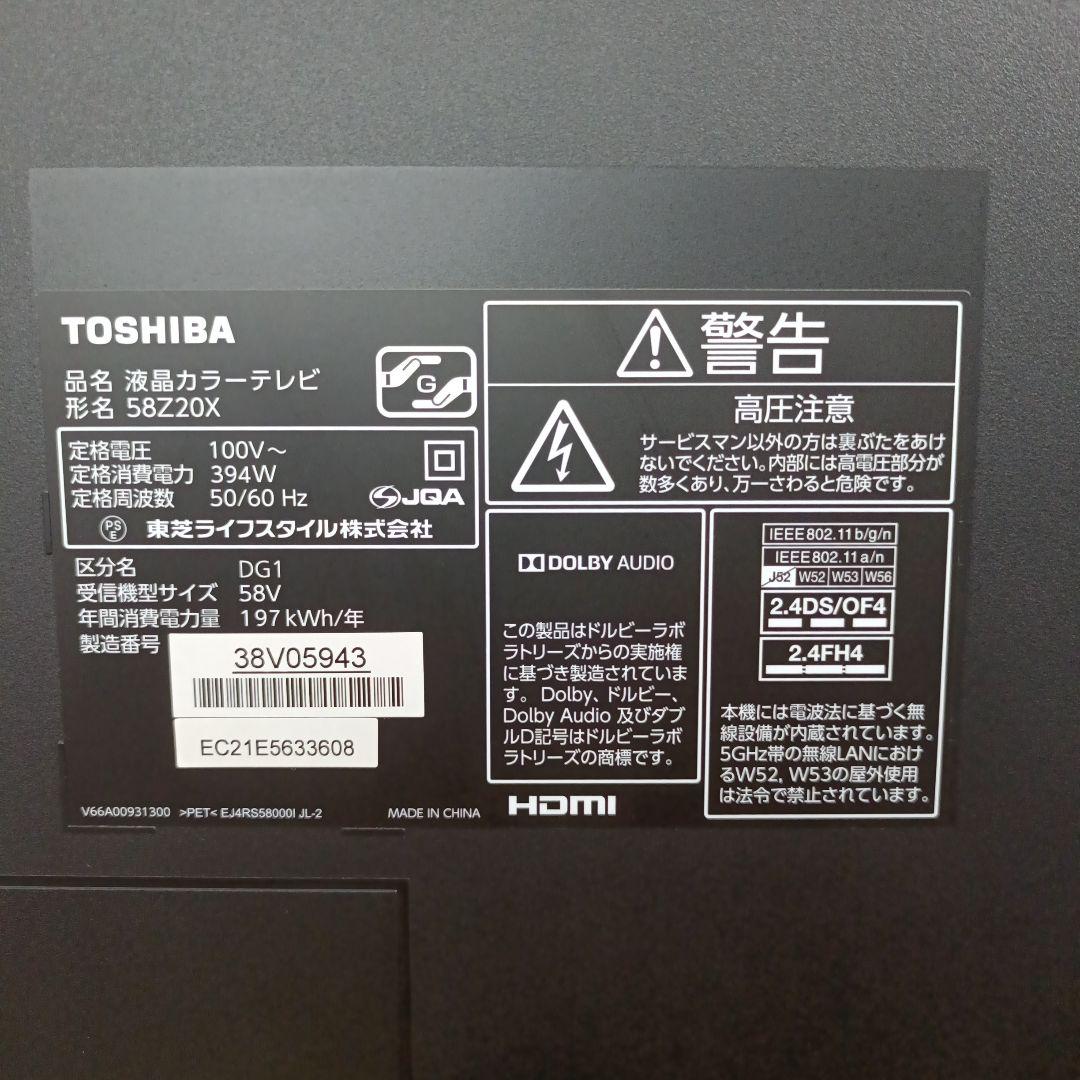 TOSHIBA
品名 液晶カラーテレビ
形名 58Z20X
G
定格電圧 100V～
定格消費電力 394W
定格周波数 50/60 Hz
JQA
PS
E
東芝ライフスタイル株式会社
区分名 DG1
受信機型サイズ 58V
年間消費電力量 197kWh/年
製造番号
38V05943
EC21E5633608
V66A00931300 >PET< EJ4RS58000I JL-2
MADE IN CHINA
警告
高圧注意
サービスマン以外の方は裏ぶたをあけ
ないでください。内部には高電圧部分が
数多くあり、万一さわると危険です。
DOLBY AUDIO
この製品はドルビーラボ
ラトリーズからの実施権
に基づき製造されていま
す。Dolby、ドルビー、
Dolby Audio 及びダブ
ルD記号はドルビーラボ
ラトリーズの商標です。
HDMI
IEEE802.11b/g/n
IEEE802.11a/n
J52 W52 W53 W56
2.4DS/OF4
2.4FH4
本機には電波法に基づく無
線設備が内蔵されています。
5GHz帯の無線LANにおけ
るW52, W53の屋外使用
は法令で禁止されています。